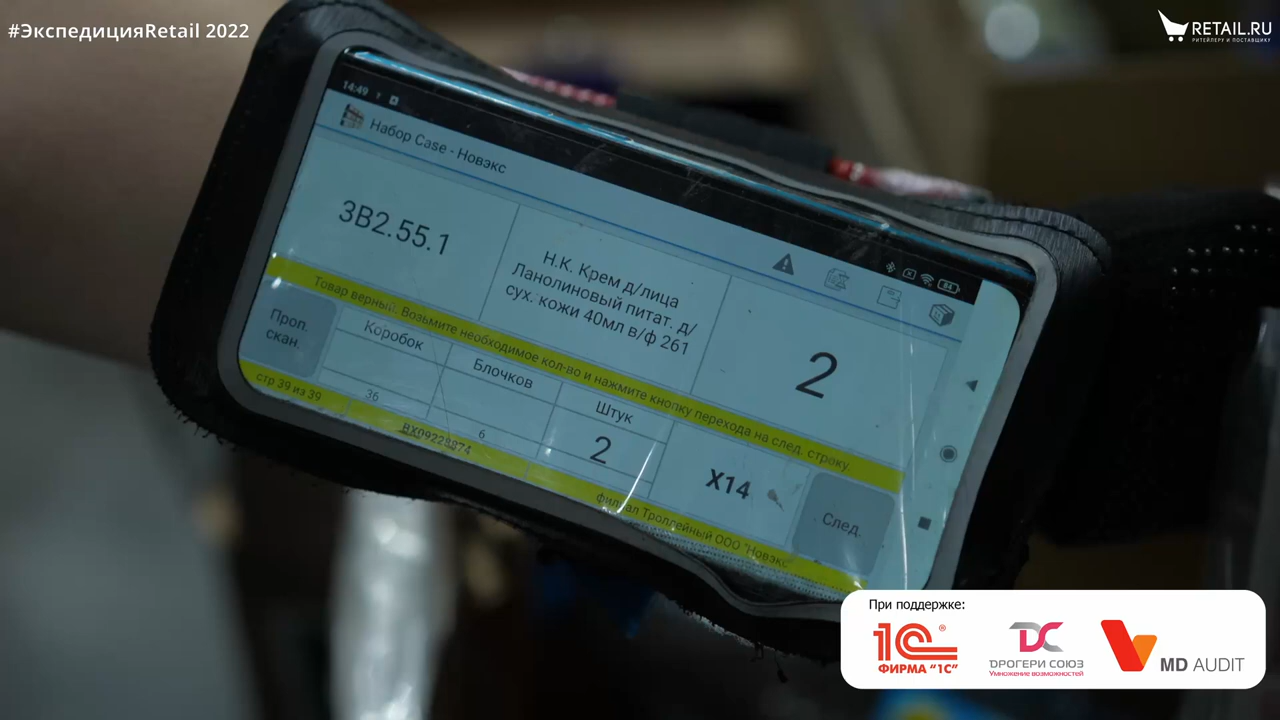 #ЭкспедицияRetail 2022
RETAIL.RU
РИТЕЙЛЕРУ И ПОСТАВЩИКУ
14:49
84
Набор Case - Новэкс
3В2.55.1
Н.К. Крем д/лица
Ланолиновый питат. д/
сух. кожи 40мл в/ф 261
2
Товар верный. Возьмите необходимое кол-во и нажмите кнопку перехода на след. строку.
Проп.
скан.
Коробок
Блочков
Штук
36
6
2
X14
След.
стр 39 из 39
ВХ09228874
филиал Троллейный ООО "Новэкс"
При поддержке:
1С®
ФИРМА "1С"
DC
ДРОГЕРИ СОЮЗ
Умножение возможностей
MD AUDIT